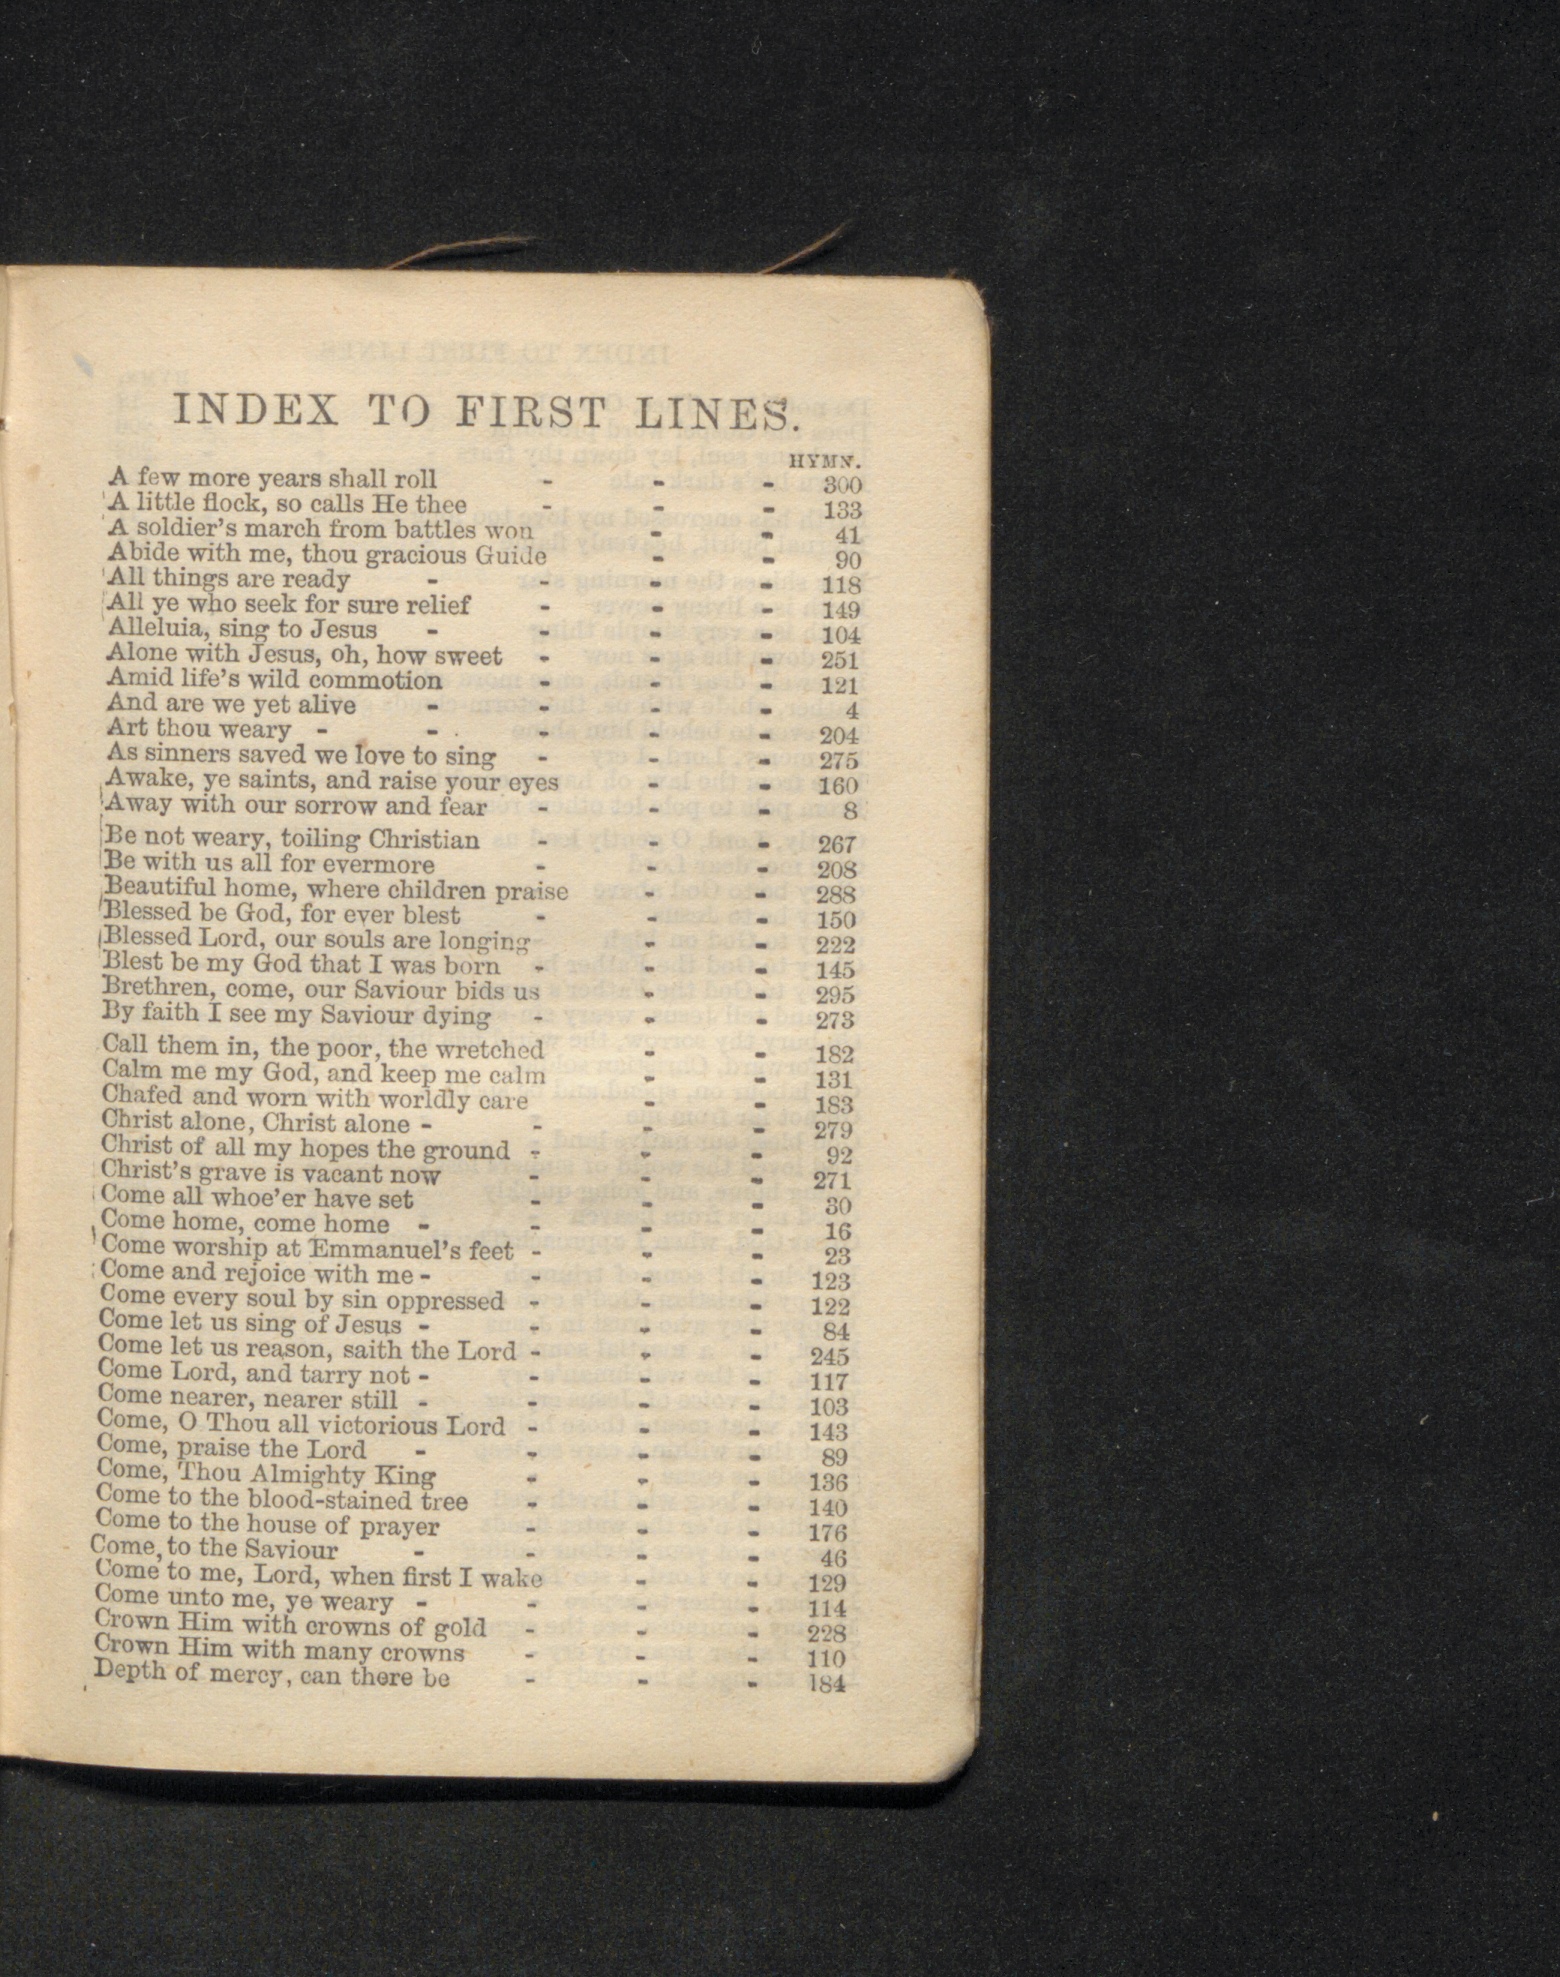 INDEX TO FIRST LINES.
HYMN.
A few more years shall roll - - - 300
A little flock, so calls He thee - - - 133
A soldier's march from battles won - - 41
Abide with me, thou gracious Guide - - 90
All things are ready - - - - 118
All ye who seek for sure relief - - - 149
Alleluia, sing to Jesus - - - - 104
Alone with Jesus, oh, how sweet - - - 251
Amid life's wild commotion - - - 121
And are we yet alive - - - - 4
Art thou weary - - - - - 204
As sinners saved we love to sing - - - 275
Awake, ye saints, and raise your eyes - - 160
Away with our sorrow and fear - - - 8
Be not weary, toiling Christian - - - 267
Be with us all for evermore - - - 208
Beautiful home, where children praise - - 288
Blessed be God, for ever blest - - - 150
Blessed Lord, our souls are longing - - 222
Blest be my God that I was born - - - 145
Brethren, come, our Saviour bids us - - 295
By faith I see my Saviour dying - - - 273
Call them in, the poor, the wretched - - 182
Calm me my God, and keep me calm - - 131
Chafed and worn with worldly care - - 183
Christ alone, Christ alone - - - - 279
Christ of all my hopes the ground - - - 92
Christ's grave is vacant now - - - 271
Come all whoe'er have set - - - 30
Come home, come home - - - - 16
Come worship at Emmanuel's feet - - - 23
Come and rejoice with me - - - - 123
Come every soul by sin oppressed - - - 122
Come let us sing of Jesus - - - - 84
Come let us reason, saith the Lord - - - 245
Come Lord, and tarry not - - - - 117
Come nearer, nearer still - - - - 103
Come, O Thou all victorious Lord - - - 143
Come, praise the Lord - - - - 89
Come, Thou Almighty King - - - 136
Come to the blood-stained tree - - - 140
Come to the house of prayer - - - 176
Come, to the Saviour - - - - 46
Come to me, Lord, when first I wake - - 129
Come unto me, ye weary - - - - 114
Crown Him with crowns of gold - - - 228
Crown Him with many crowns - - - 110
Depth of mercy, can there be - - - 184